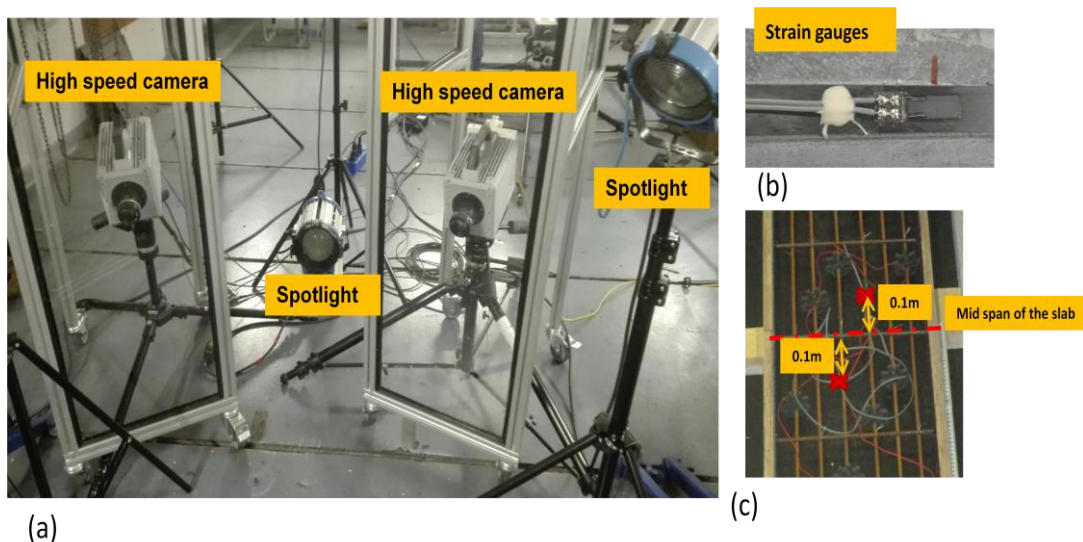 High speed camera
High speed camera
Spotlight
Spotlight
(a)
Strain gauges
(b)
0.1m
Mid span of the slab
0.1m
(c)